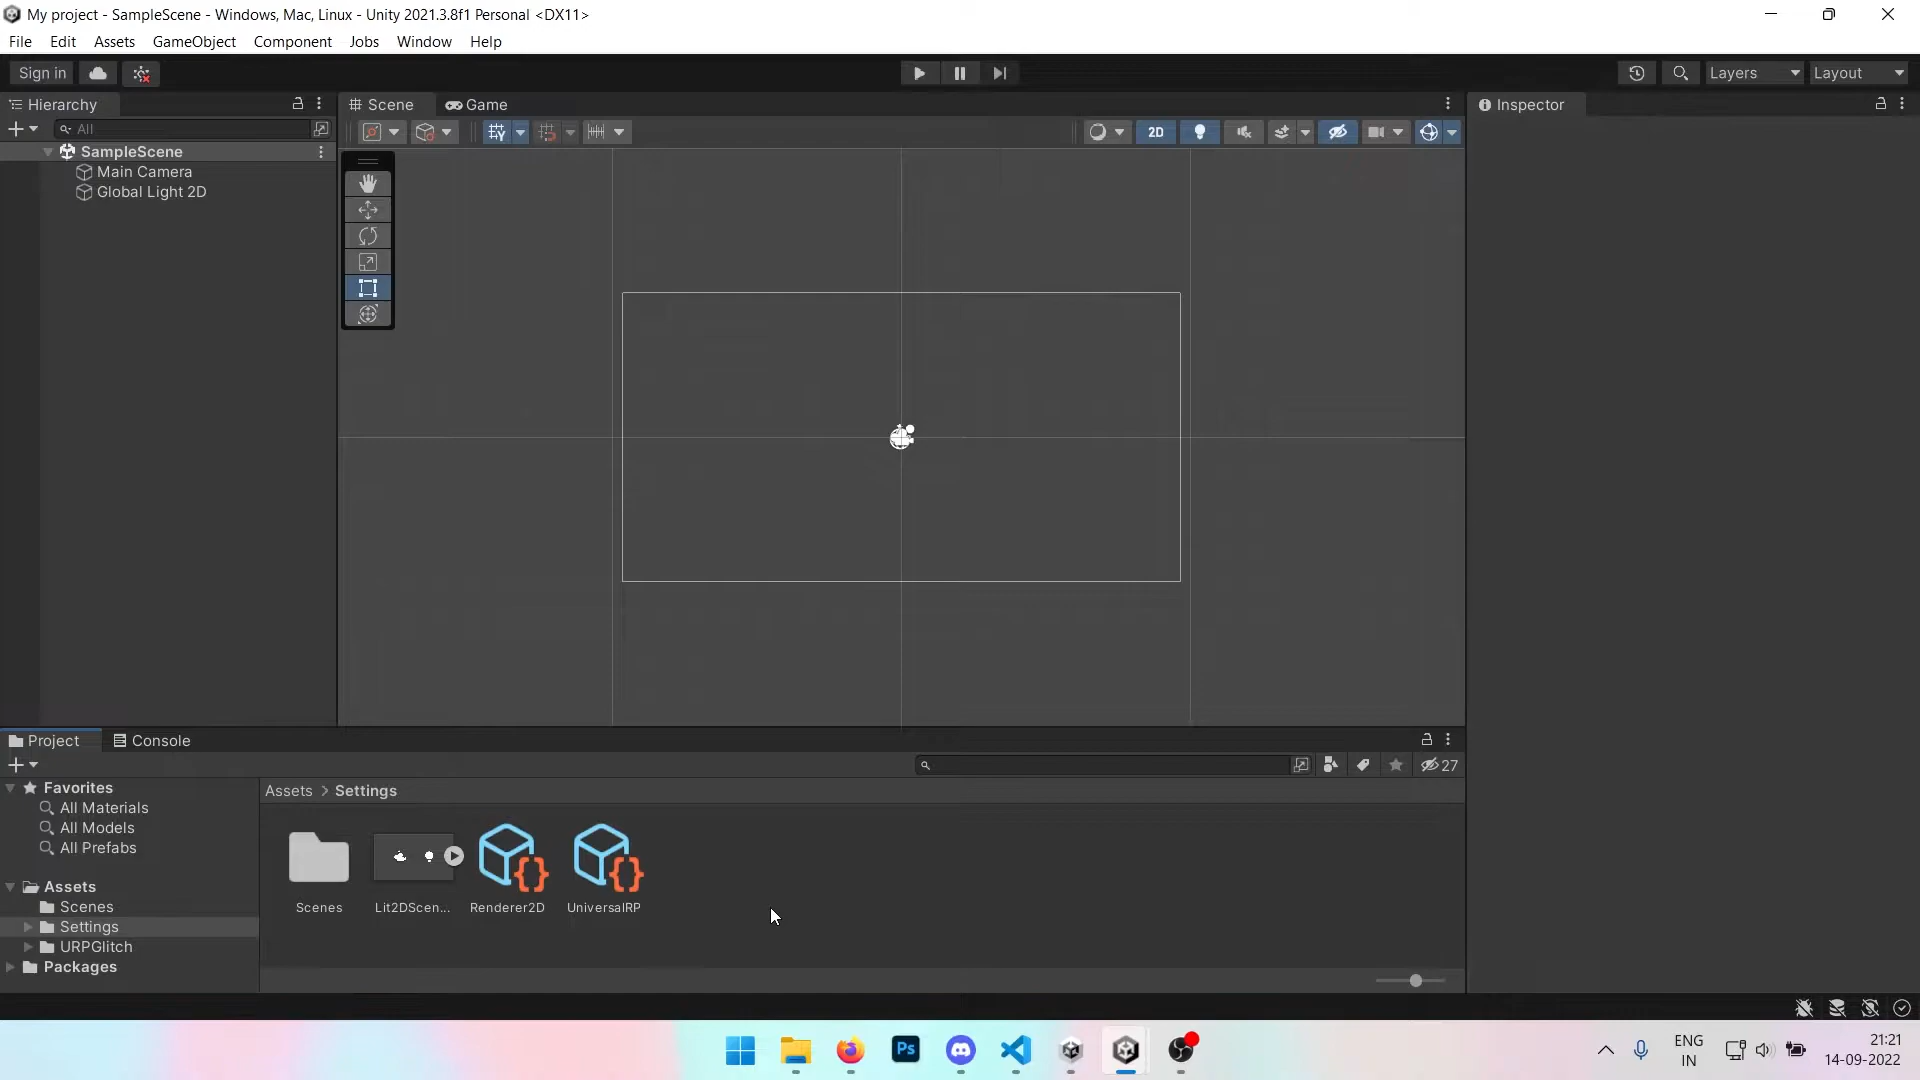 My project - SampleScene - Windows, Mac, Linux - Unity 2021.3.8f1 Personal <DX11>
File Edit Assets GameObject Component Jobs Window Help
Sign in
Layers
Layout
Hierarchy
Scene
Game
Inspector
All
2D
SampleScene
Main Camera
Global Light 2D
Project
Console
27
Favorites
All Materials
All Models
All Prefabs
Assets
Scenes
Settings
URPGlitch
Packages
Assets > Settings
Scenes
Lit2DScen...
Renderer2D
UniversalRP
Ps
ENG
IN
21:21
14-09-2022